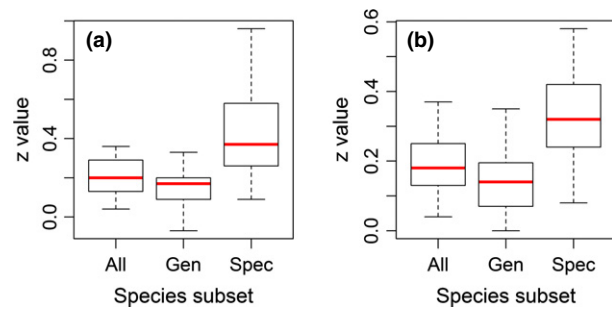 (a)
z value
0.8
0.4
0.0
All Gen Spec
Species subset
(b)
z value
0.6
0.4
0.2
0.0
All Gen Spec
Species subset